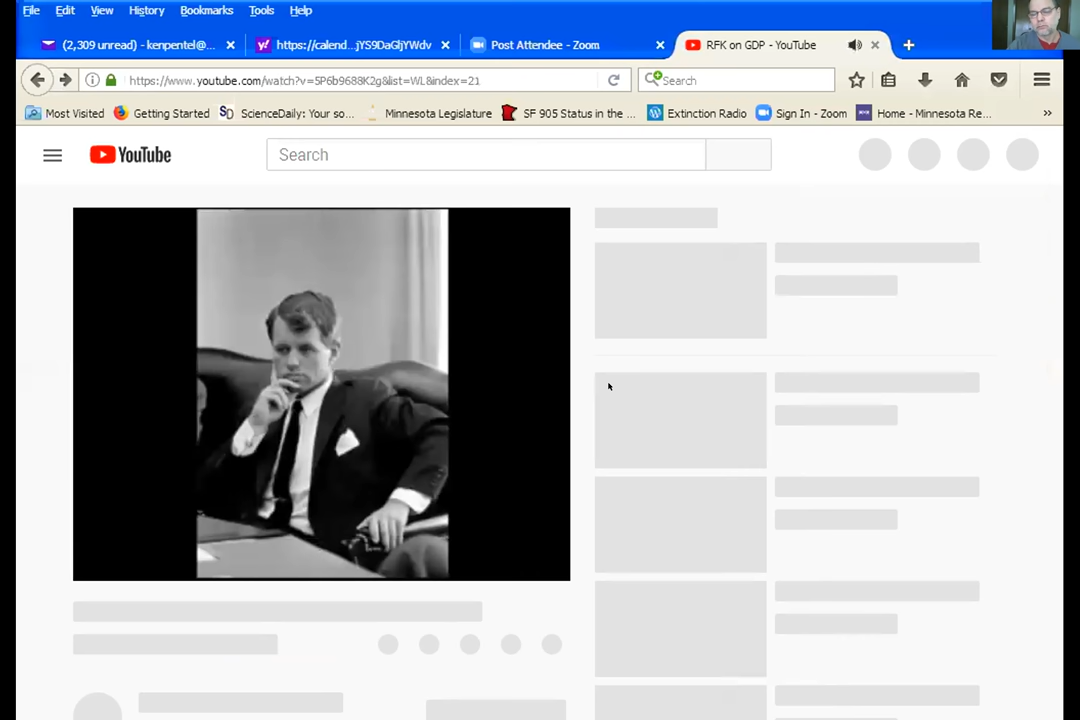 File Edit View History Bookmarks Tools Help
(2,309 unread) - kenpentel@... https://calend...jYS9DaGljYWdv Post Attendee - Zoom RFK on GDP - YouTube
https://www.youtube.com/watch?v=5P6b9688K2g&list=WL&index=21 Search
Most Visited Getting Started SD ScienceDaily: Your so... Minnesota Legislature SF 905 Status in the ... Extinction Radio Sign In - Zoom Home - Minnesota Re...
YouTube Search